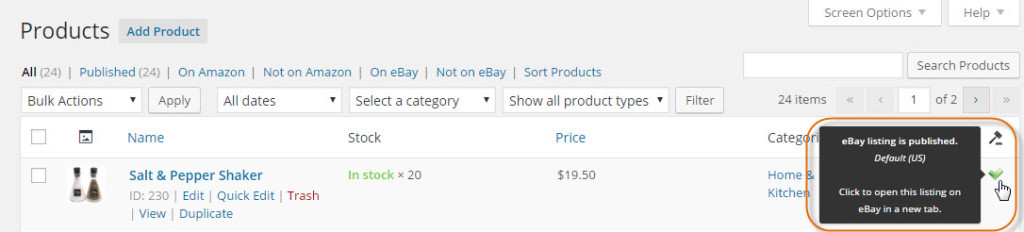 Screen Options ▼ Help ▼
Products Add Product
All (24) | Published (24) | On Amazon | Not on Amazon | On eBay | Not on eBay | Sort Products
Search Products
Bulk Actions Apply All dates Select a category Show all product types Filter 24 items « ‹ 1 of 2 › »
Name Stock Price Categori
eBay listing is published.
Default (US)
Click to open this listing on
eBay in a new tab.
Salt & Pepper Shaker In stock × 20 $19.50 Home &
Kitchen
ID: 230 | Edit | Quick Edit | Trash
| View | Duplicate